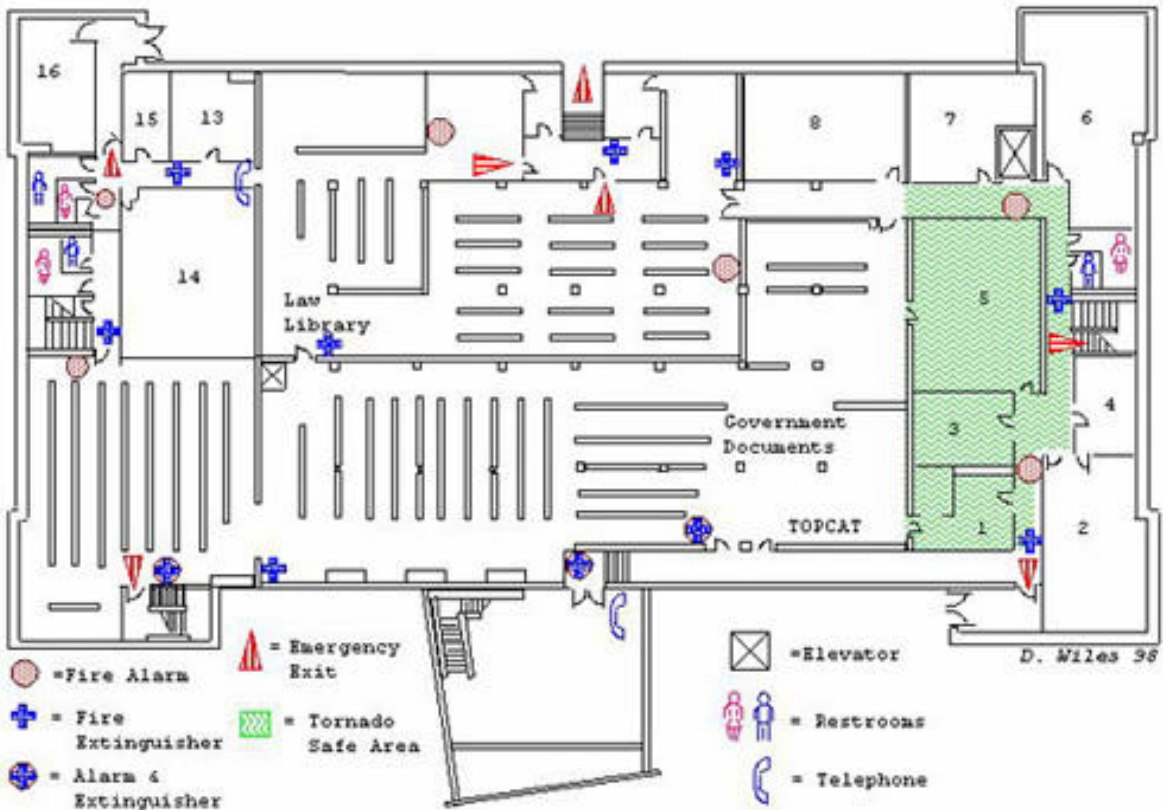 16
15
13
8
7
6
14
5
Law
Library
4
Government
Documents
3
TOPCAT
1
2
D. Wiles 98
=Fire Alarm
= Fire
Extinguisher
= Alarm &
Extinguisher
= Emergency
Exit
= Tornado
Safe Area
=Elevator
= Restrooms
= Telephone